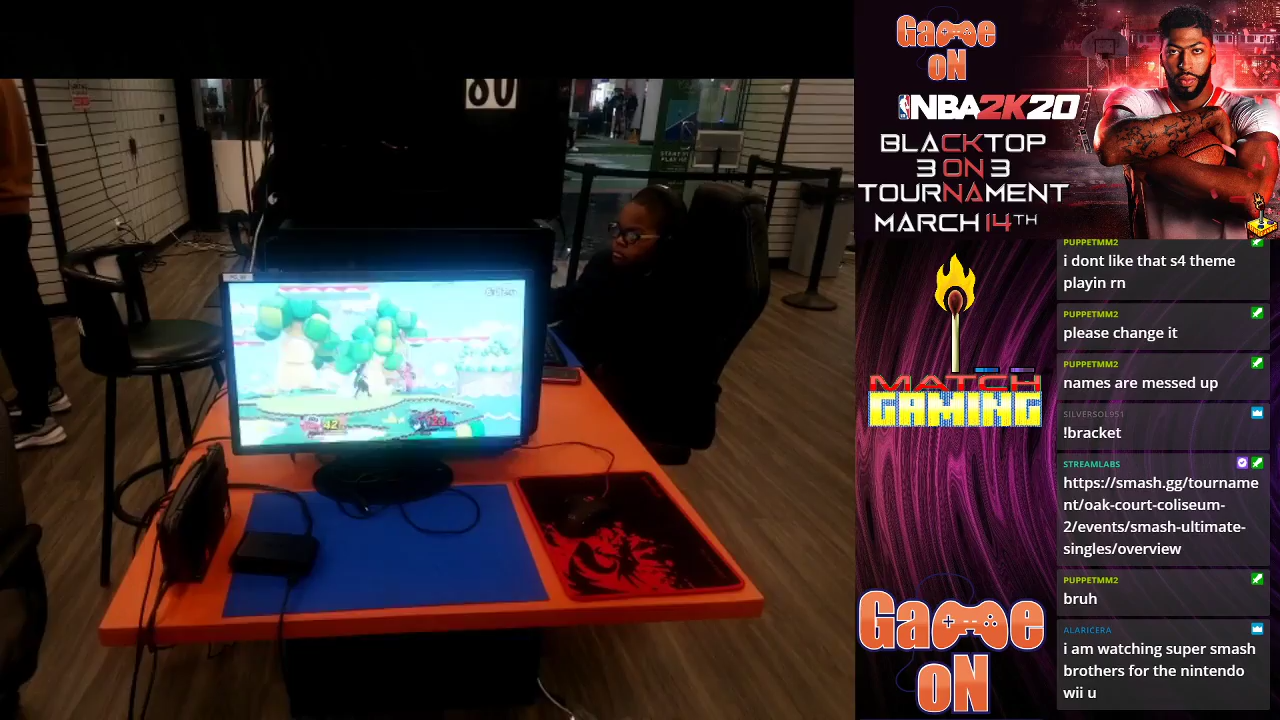 80
Game
oN
NBA2K20
BLACKTOP
3 ON 3
TOURNAMENT
MARCH 14TH
PUPPETMM2
i dont like that s4 theme
playin rn
PUPPETMM2
please change it
PUPPETMM2
names are messed up
SILVERSOL951
!bracket
STREAMLABS
https://smash.gg/tourname
nt/oak-court-coliseum-
2/events/smash-ultimate-
singles/overview
PUPPETMM2
bruh
ALARICERA
i am watching super smash
brothers for the nintendo
wii u
MATCH
GAMING
Game
oN